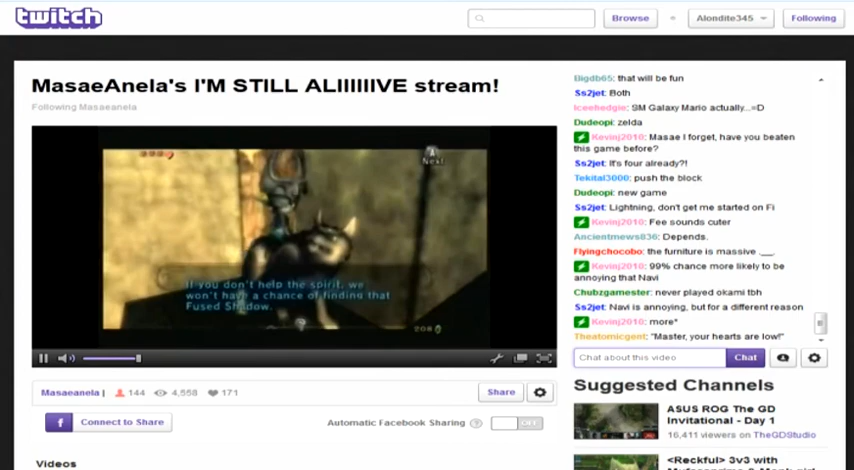 twitch
Browse
Alondite345
Following
MasaeAnela's I'M STILL ALIIIIIIVE stream!
Following Masaeanela
Next
If you don't help the spirit, we
won't have a chance of finding that
Fused Shadow.
208
Masaeanela | 144 4,558 171
Share
f Connect to Share
Automatic Facebook Sharing ? OFF
Videos
Bigdb65: that will be fun
Ss2jet: Both
Iceehedgie: SM Galaxy Mario actually...=D
Dudeopi: zelda
Kevinj2010: Masae I forget, have you beaten
this game before?
Ss2jet: It's four already?!
Tekital3000: push the block
Dudeopi: new game
Ss2jet: Lightning, don't get me started on Fi
Kevinj2010: Fee sounds cuter
Ancientmews836: Depends.
Flyingchocobo: the furniture is massive .___.
Kevinj2010: 99% chance more likely to be
annoying that Navi
Chubzgamester: never played okami tbh
Ss2jet: Navi is annoying, but for a different reason
Kevinj2010: more*
Theatomicgent: "Master, your hearts are low!"
Chat about this video
Chat
Suggested Channels
ASUS ROG The GD
Invitational - Day 1
16,411 viewers on TheGDStudio
<Reckful> 3v3 with